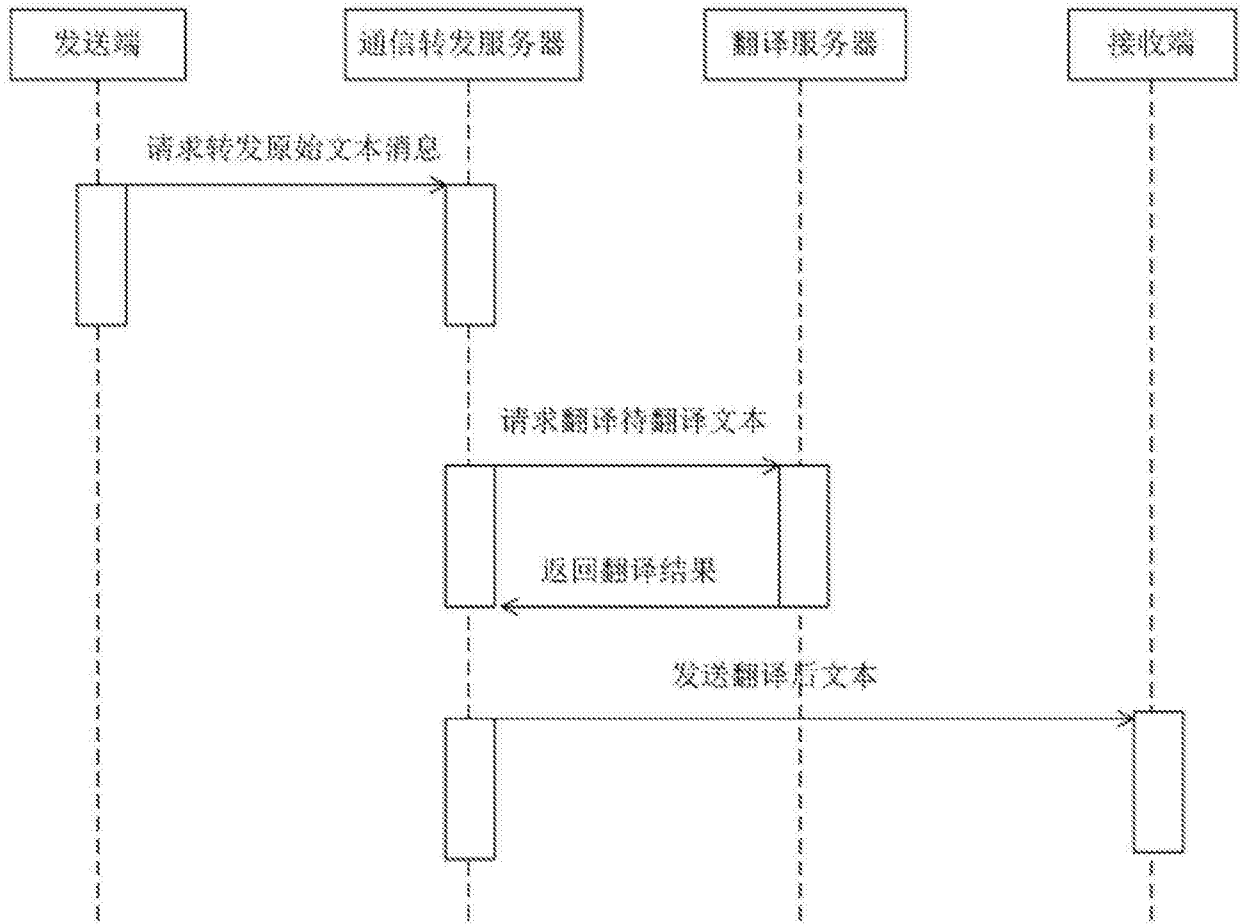 发送端
通信转发服务器
翻译服务器
接收端
请求转发原始文本消息
请求翻译待翻译文本
返回翻译结果
发送翻译后文本